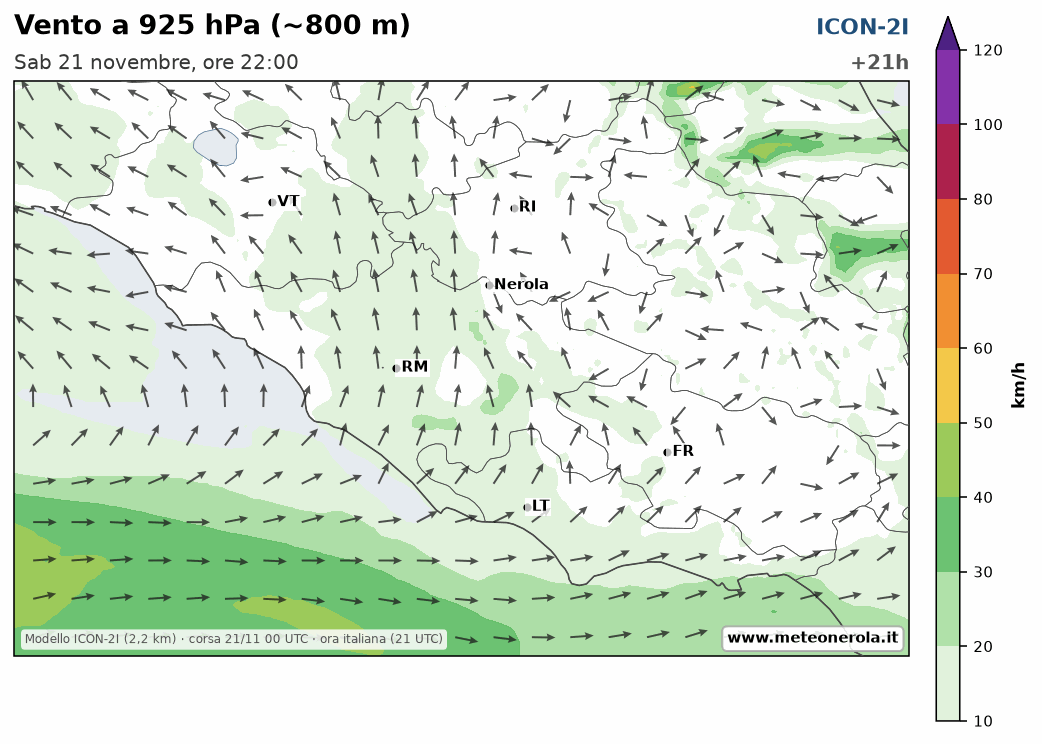 Vento a 925 hPa (~800 m)
ICON-2I
Sab 21 novembre, ore 22:00
+21h
120
100
80
70
60
50
40
30
20
10
km/h
VT
RI
Nerola
RM
FR
LT
Modello ICON-2I (2,2 km) · corsa 21/11 00 UTC · ora italiana (21 UTC)
www.meteonerola.it